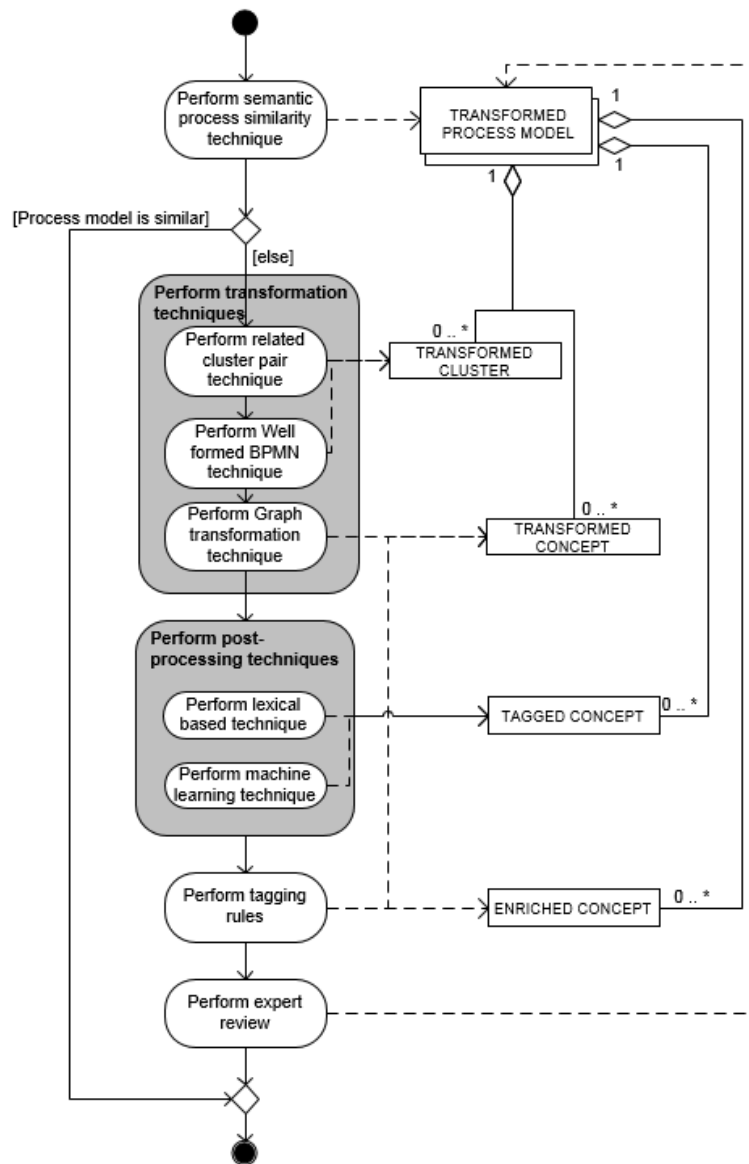 Perform semantic
process similarity
technique
1
TRANSFORMED
PROCESS MODEL
1
1
[Process model is similar]
[else]
Perform transformation
techniques
Perform related
cluster pair
technique
0 .. *
TRANSFORMED
CLUSTER
Perform Well
formed BPMN
technique
Perform Graph
transformation
technique
0 .. *
TRANSFORMED
CONCEPT
Perform post-
processing techniques
Perform lexical
based technique
TAGGED CONCEPT
0 .. *
Perform machine
learning technique
Perform tagging
rules
ENRICHED CONCEPT
0 .. *
Perform expert
review